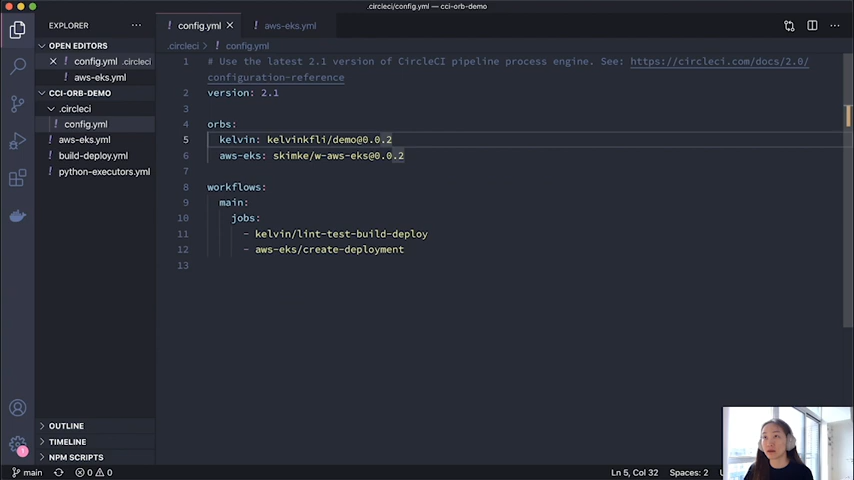 .circleci/config.yml — cci-orb-demo
EXPLORER
OPEN EDITORS
config.yml .circleci
aws-eks.yml
CCI-ORB-DEMO
.circleci
config.yml
aws-eks.yml
build-deploy.yml
python-executors.yml
OUTLINE
TIMELINE
NPM SCRIPTS
config.yml
aws-eks.yml
.circleci > config.yml
1 # Use the latest 2.1 version of CircleCI pipeline process engine. See: https://circleci.com/docs/2.0/
configuration-reference
2 version: 2.1
3
4 orbs:
5 kelvin: kelvinkfli/demo@0.0.2
6 aws-eks: skimke/w-aws-eks@0.0.2
7
8 workflows:
9 main:
10 jobs:
11 - kelvin/lint-test-build-deploy
12 - aws-eks/create-deployment
13
1
main 0 0 Ln 5, Col 32 Spaces: 2